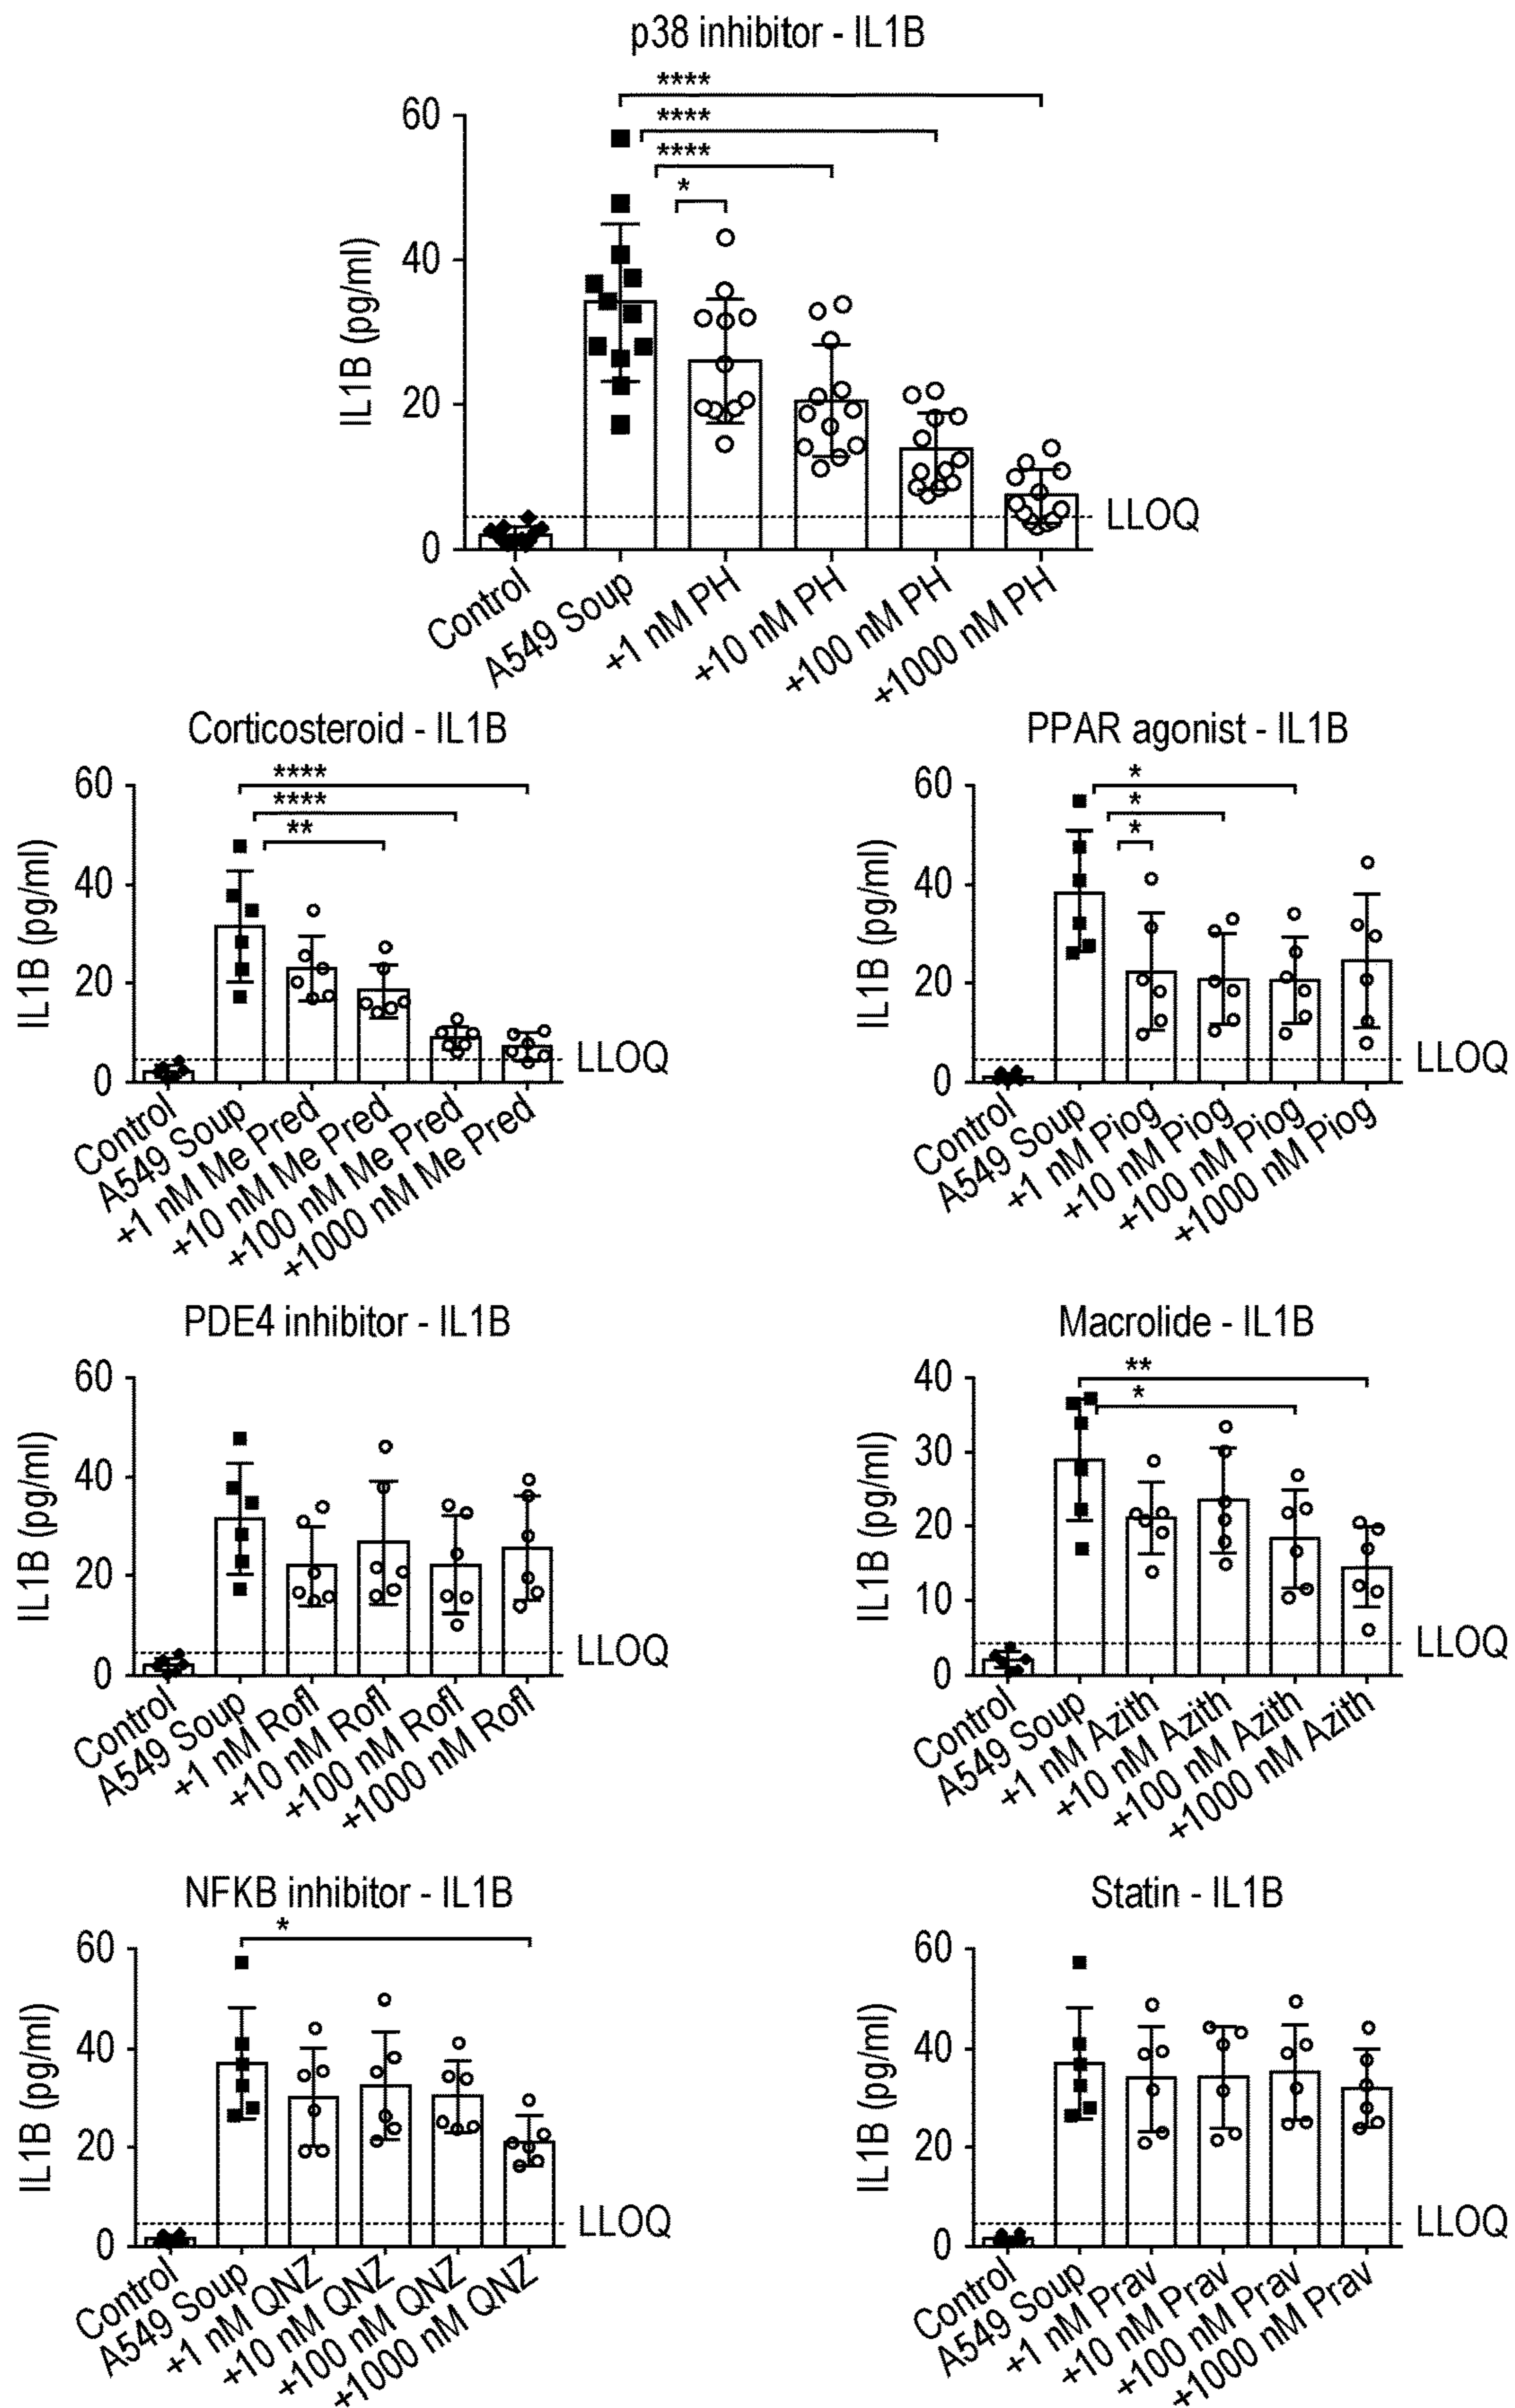 p38 inhibitor - IL1B
****
****
****
*
IL1B (pg/ml)
60
40
20
0
LLOQ
Control
A549 Soup
+1 nM PH
+10 nM PH
+100 nM PH
+1000 nM PH
Corticosteroid - IL1B
****
****
**
IL1B (pg/ml)
60
40
20
0
LLOQ
Control
A549 Soup
+1 nM Me Pred
+10 nM Me Pred
+100 nM Me Pred
+1000 nM Me Pred
PPAR agonist - IL1B
*
*
*
IL1B (pg/ml)
60
40
20
0
LLOQ
Control
A549 Soup
+1 nM Piog
+10 nM Piog
+100 nM Piog
+1000 nM Piog
PDE4 inhibitor - IL1B
IL1B (pg/ml)
60
40
20
0
LLOQ
Control
A549 Soup
+1 nM Rofl
+10 nM Rofl
+100 nM Rofl
+1000 nM Rofl
Macrolide - IL1B
**
*
IL1B (pg/ml)
40
30
20
10
0
LLOQ
Control
A549 Soup
+1 nM Azith
+10 nM Azith
+100 nM Azith
+1000 nM Azith
NFKB inhibitor - IL1B
*
IL1B (pg/ml)
60
40
20
0
LLOQ
Control
A549 Soup
+1 nM QNZ
+10 nM QNZ
+100 nM QNZ
+1000 nM QNZ
Statin - IL1B
IL1B (pg/ml)
60
40
20
0
LLOQ
Control
A549 Soup
+1 nM Prav
+10 nM Prav
+100 nM Prav
+1000 nM Prav